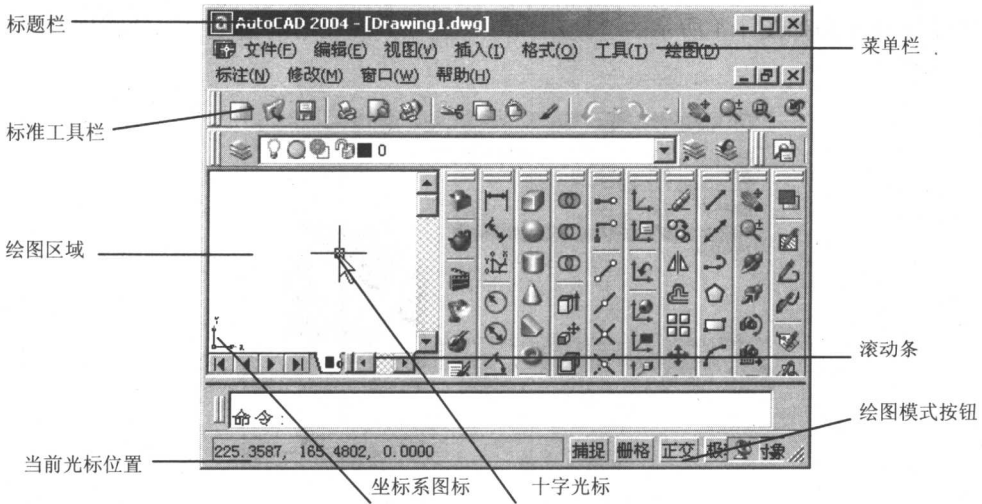 标题栏
AutoCAD 2004 - [Drawing1.dwg]
文件(F) 编辑(E) 视图(V) 插入(I) 格式(O) 工具(T) 绘图(D)
菜单栏
标注(N) 修改(M) 窗口(W) 帮助(H)
标准工具栏
0
绘图区域
滚动条
命令:
绘图模式按钮
225.3587, 165.4802, 0.0000 捕捉 栅格 正交 极 对象
当前光标位置
坐标系图标 十字光标